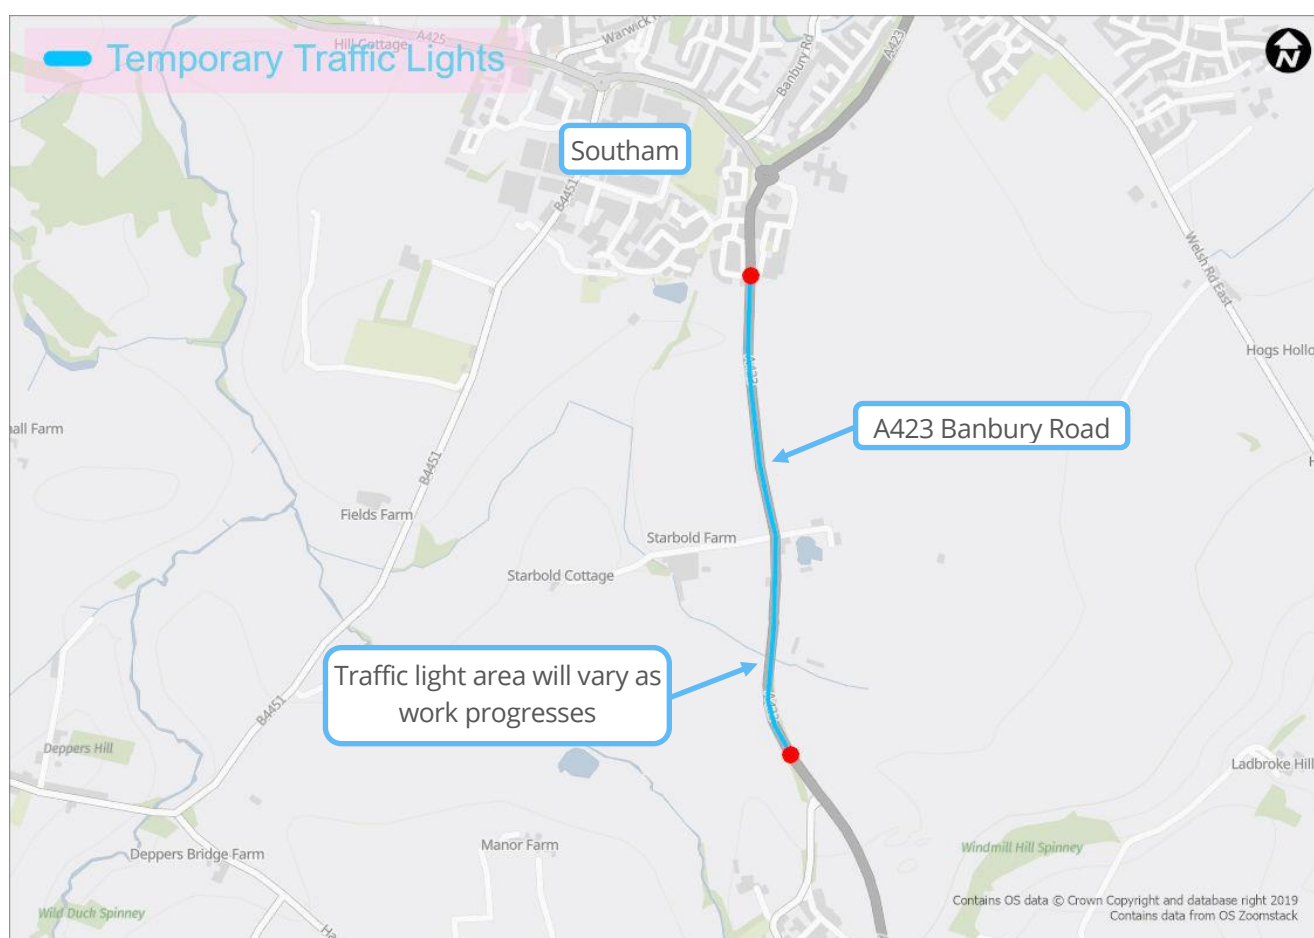 Temporary Traffic Lights
Hill Cottage
A425
Warwick
A423
N
Banbury Rd
Southam
B4451
Welsh Rd East
Hogs Hollo
A423
A423 Banbury Road
all Farm
B4451
Fields Farm
Starbold Farm
Starbold Cottage
Traffic light area will vary as
work progresses
B4451
A423
Deppers Hill
Ladbroke Hill
Manor Farm
Deppers Bridge Farm
Windmill Hill Spinney
Contains OS data © Crown Copyright and database right 2019
Contains data from OS Zoomstack
Wild Duck Spinney
Ha